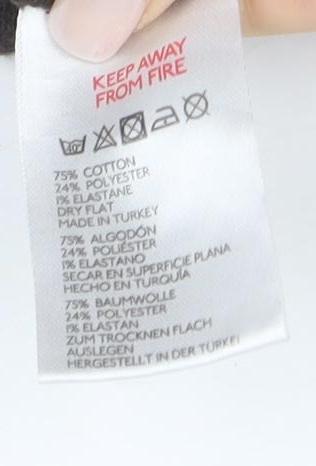 KEEP AWAY
FROM FIRE
75% COTTON
24% POLYESTER
1% ELASTANE
DRY FLAT
MADE IN TURKEY
75% ALGODÓN
24% POLIÉSTER
1% ELASTANO
SECAR EN SUPERFICIE PLANA
HECHO EN TURQUÍA
75% BAUMWOLLE
24% POLYESTER
1% ELASTAN
ZUM TROCKNEN FLACH
AUSLEGEN
HERGESTELLT IN DER TÜRKEI